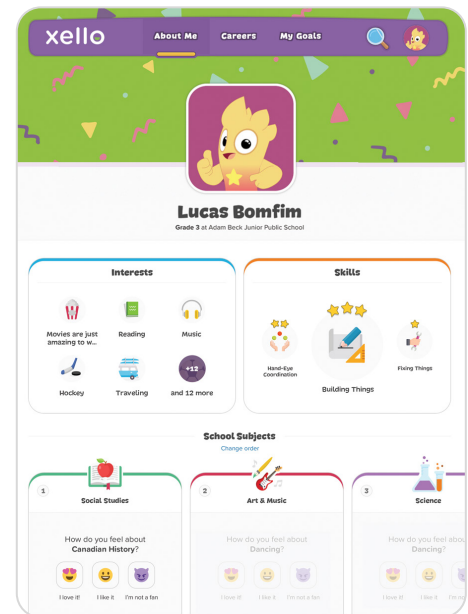 xello
About Me
Careers
My Goals
Lucas Bomfim
Grade 3 at Adam Beck Junior Public School
Interests
Movies are just
amazing to w...
Reading
Music
Hockey
Traveling
+12
and 12 more
Skills
Hand-Eye
Coordination
Building Things
Fixing Things
School Subjects
Change order
1
Social Studies
How do you feel about
Canadian History?
I love it!
I like it
I'm not a fan
2
Art & Music
How do you feel about
Dancing?
I love it!
I like it
I'm not a fan
3
Science
How do you feel abou
Dancing?
I love it!
I like it